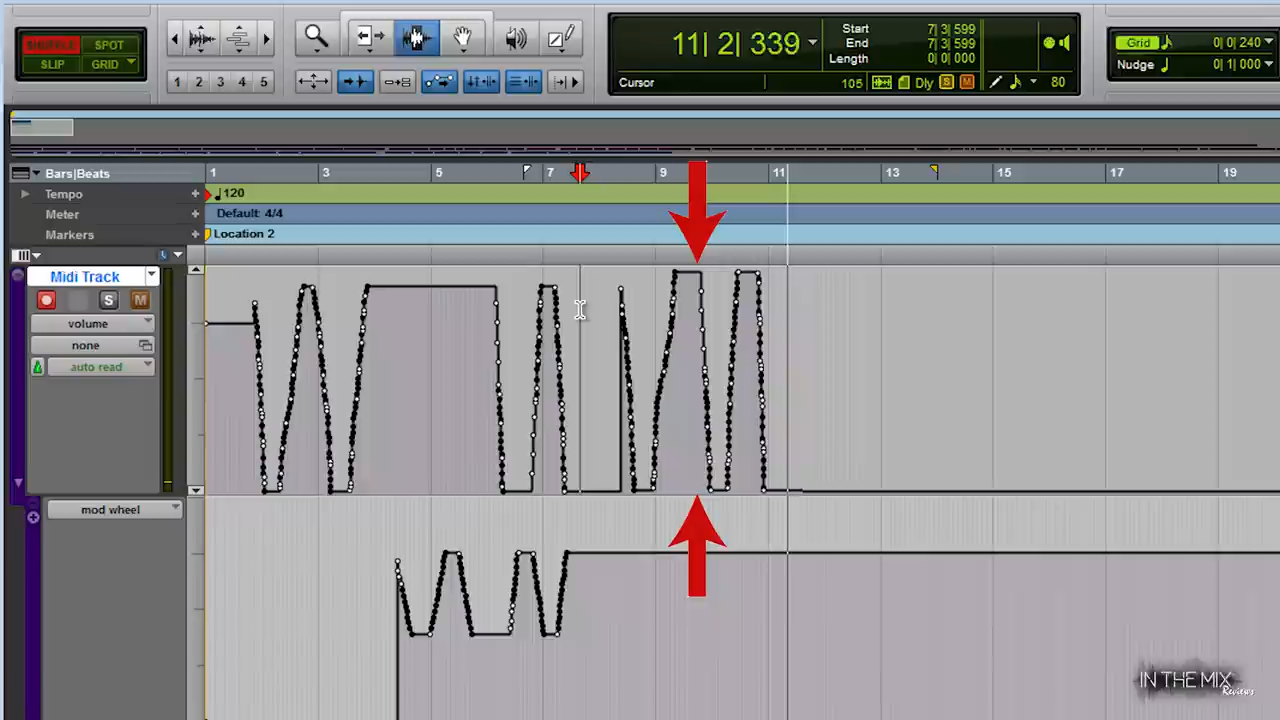 SHUFFLE SPOT
SLIP GRID
1 2 3 4 5
11| 2| 339
Start 7| 3| 599
End 7| 3| 599
Length 0| 0| 000
Cursor 105 Dly S M 80
Grid 0| 0| 240
Nudge 0| 1| 000
Bars|Beats 1 3 5 7 9 11 13 15 17 19
Tempo + 120
Meter + Default: 4/4
Markers + Location 2
Midi Track
S M
volume
none
auto read
mod wheel
IN THE MIX
Reviews